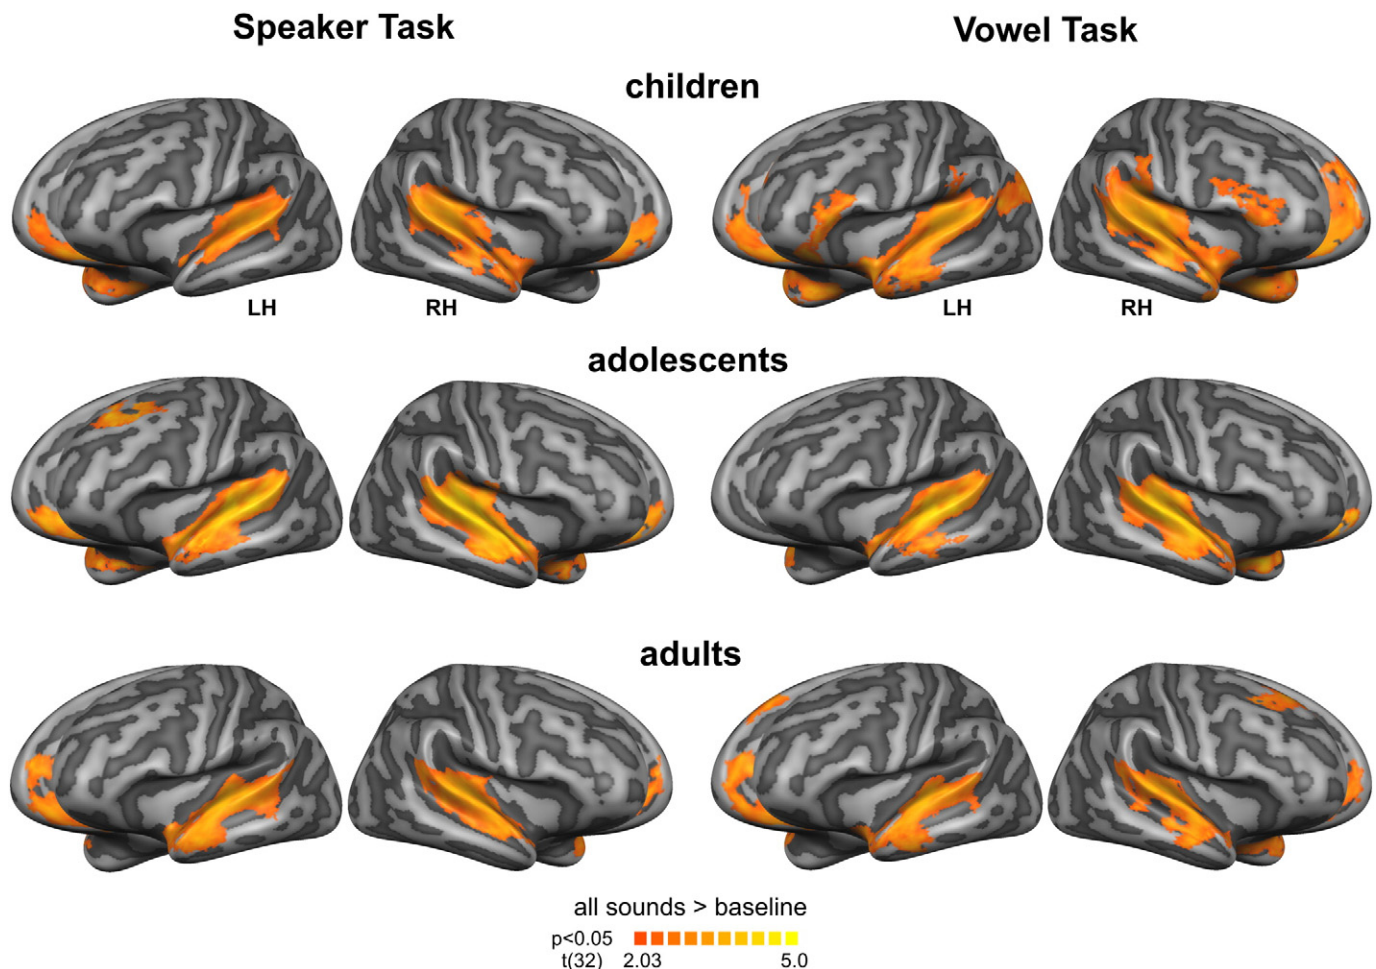 Speaker Task
Vowel Task
children
LH
RH
LH
RH
adolescents
adults
all sounds > baseline
p<0.05
t(32) 2.03 5.0